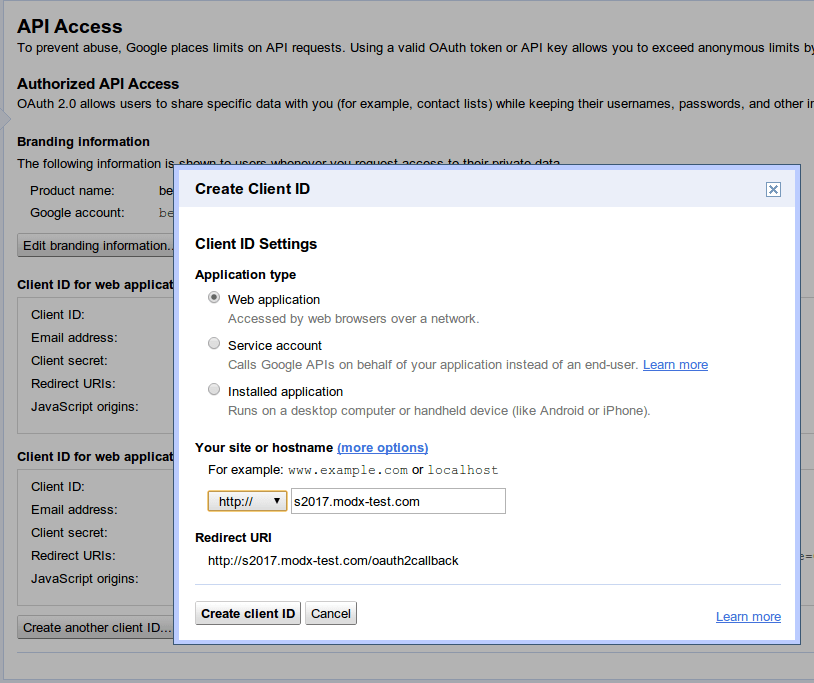 API Access
To prevent abuse, Google places limits on API requests. Using a valid OAuth token or API key allows you to exceed anonymous limits by
Authorized API Access
OAuth 2.0 allows users to share specific data with you (for example, contact lists) while keeping their usernames, passwords, and other
Branding information
The following information is shown to users whenever you request access to their private data.
Product name: be
Google account: be
Edit branding information...
Client ID for web applicat
Client ID:
Email address:
Client secret:
Redirect URIs:
JavaScript origins:
Client ID for web applicat
Client ID:
Email address:
Client secret:
Redirect URIs:
JavaScript origins:
Create another client ID...
Create Client ID
Client ID Settings
Application type
Web application
Accessed by web browsers over a network.
Service account
Calls Google APIs on behalf of your application instead of an end-user. Learn more
Installed application
Runs on a desktop computer or handheld device (like Android or iPhone).
Your site or hostname (more options)
For example: www.example.com or localhost
http:// s2017.modx-test.com
Redirect URI
http://s2017.modx-test.com/oauth2callback
Create client ID Cancel
Learn more